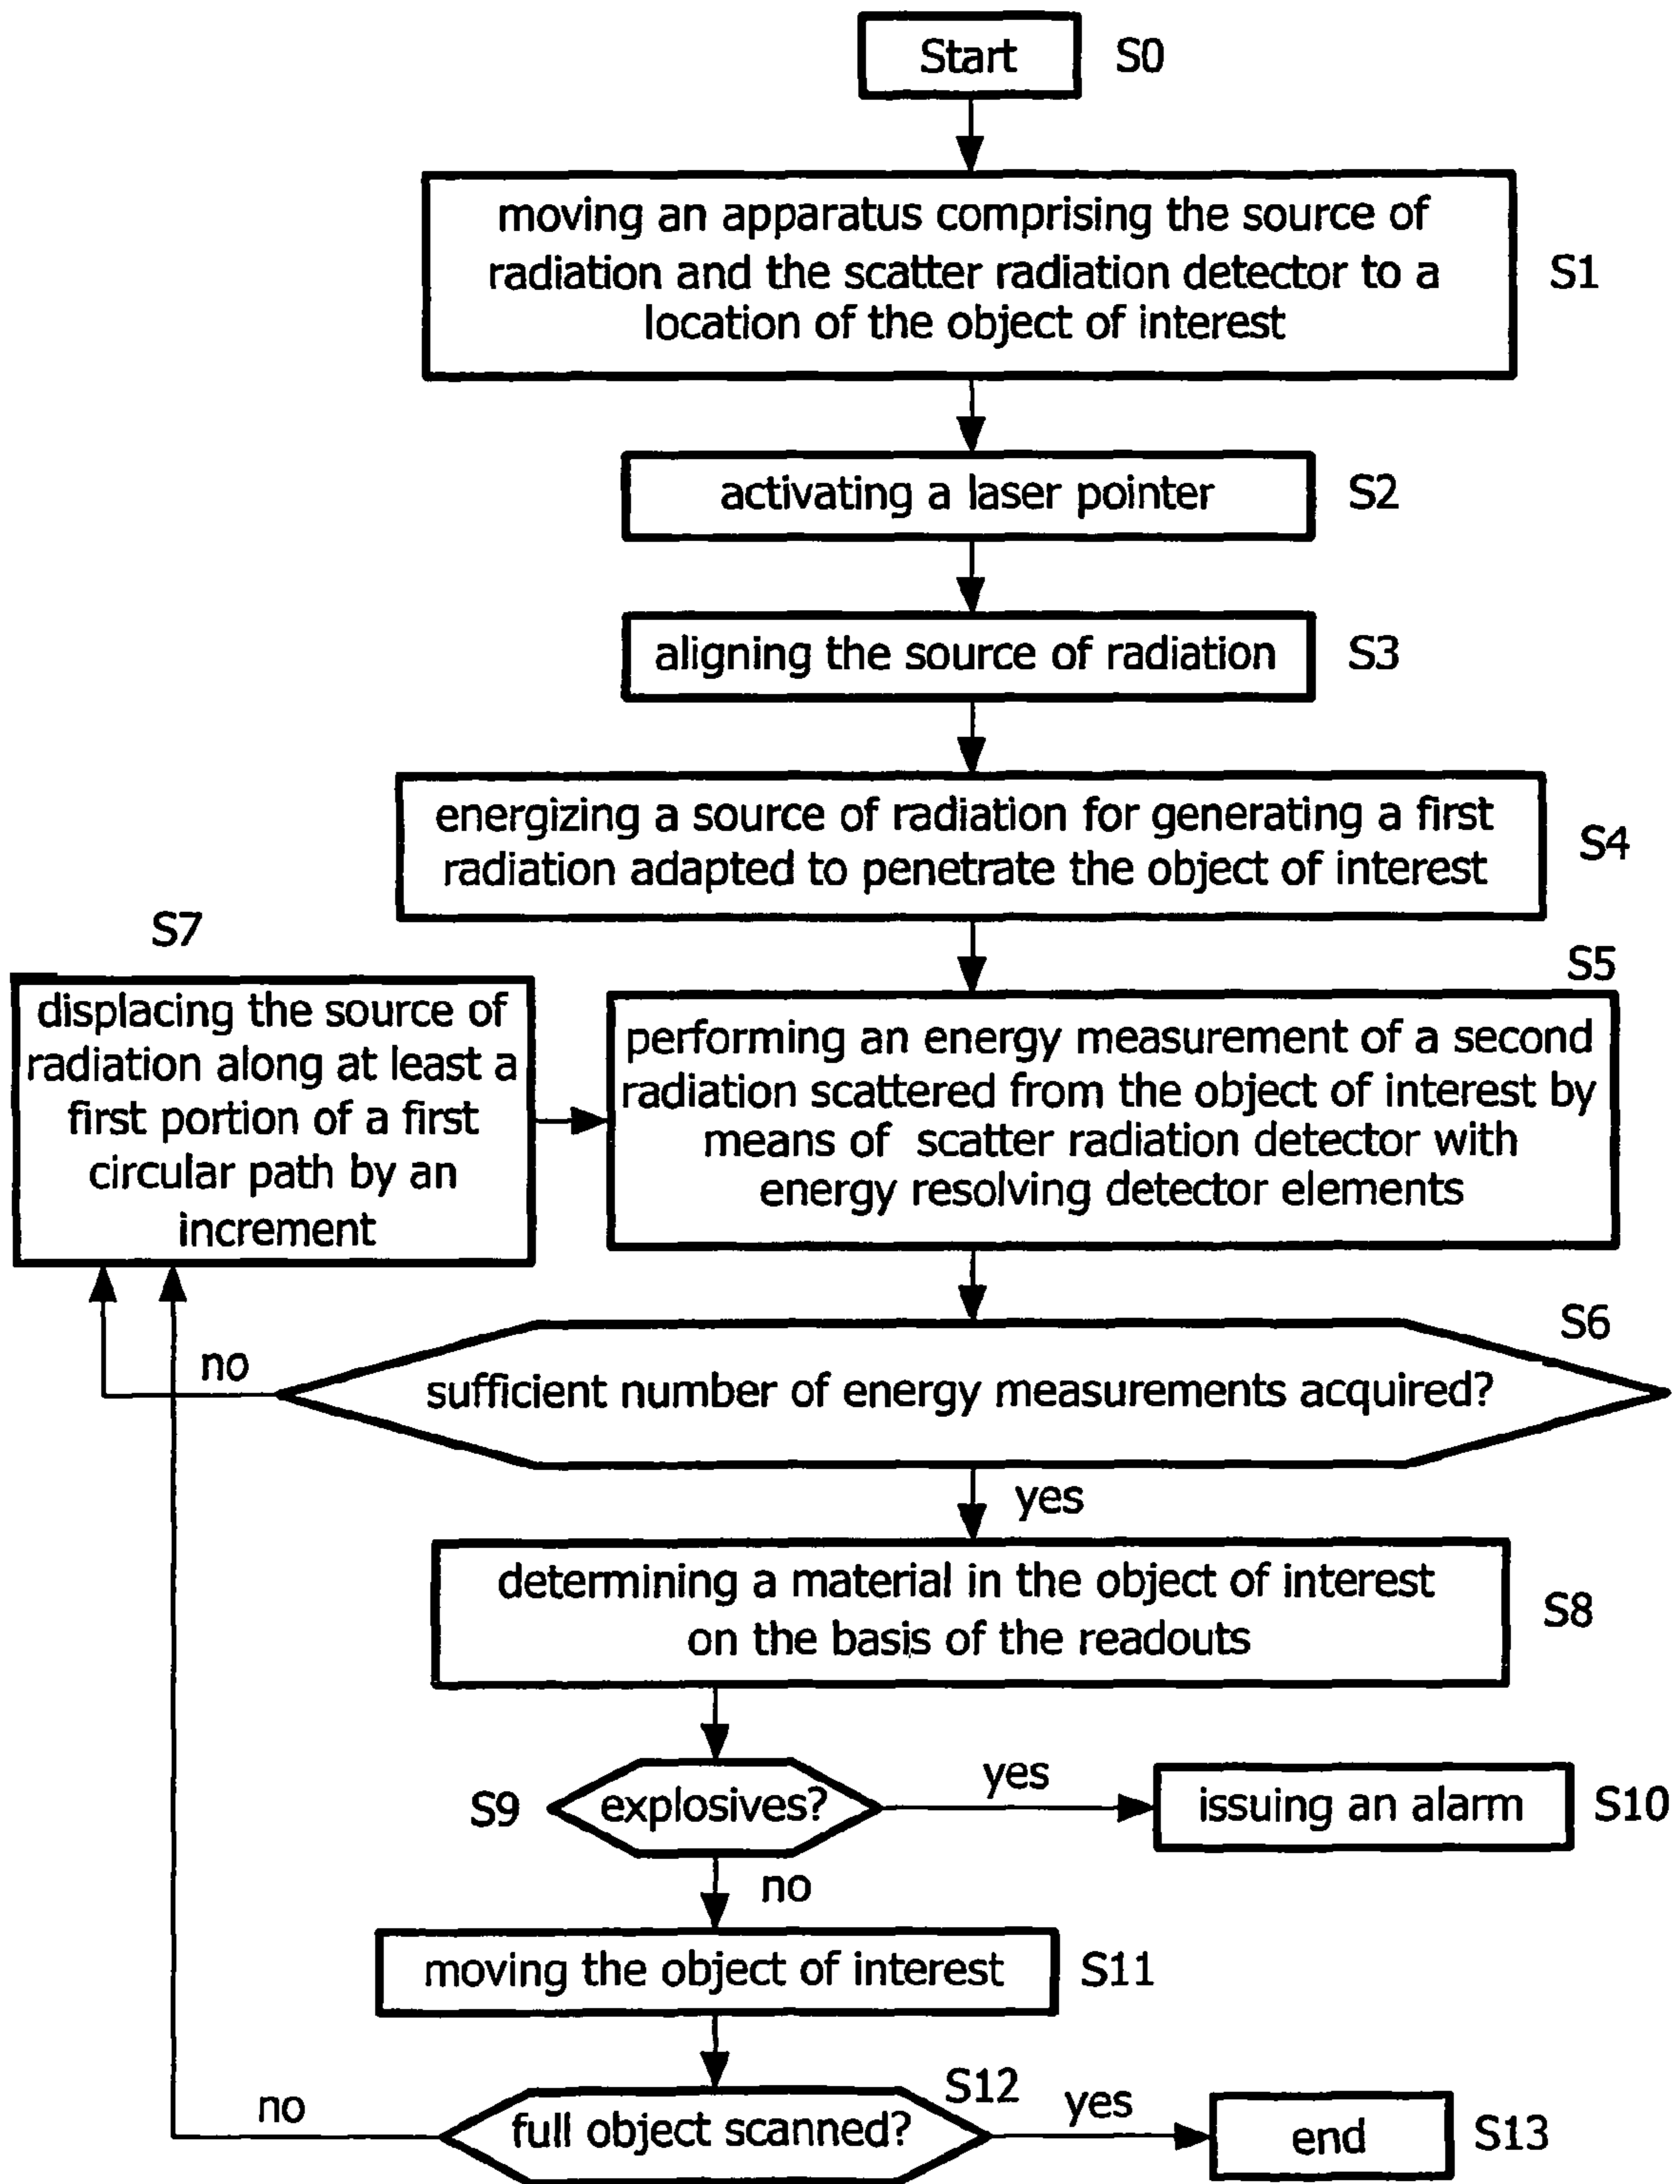 Start
S0
moving an apparatus comprising the source of
radiation and the scatter radiation detector to a
location of the object of interest
S1
activating a laser pointer
S2
aligning the source of radiation
S3
energizing a source of radiation for generating a first
radiation adapted to penetrate the object of interest
S4
S7
displacing the source of
radiation along at least a
first portion of a first
circular path by an
increment
S5
performing an energy measurement of a second
radiation scattered from the object of interest by
means of scatter radiation detector with
energy resolving detector elements
S6
no
sufficient number of energy measurements acquired?
yes
determining a material in the object of interest
on the basis of the readouts
S8
S9
explosives?
yes
issuing an alarm
S10
no
moving the object of interest
S11
S12
no
full object scanned?
yes
end
S13